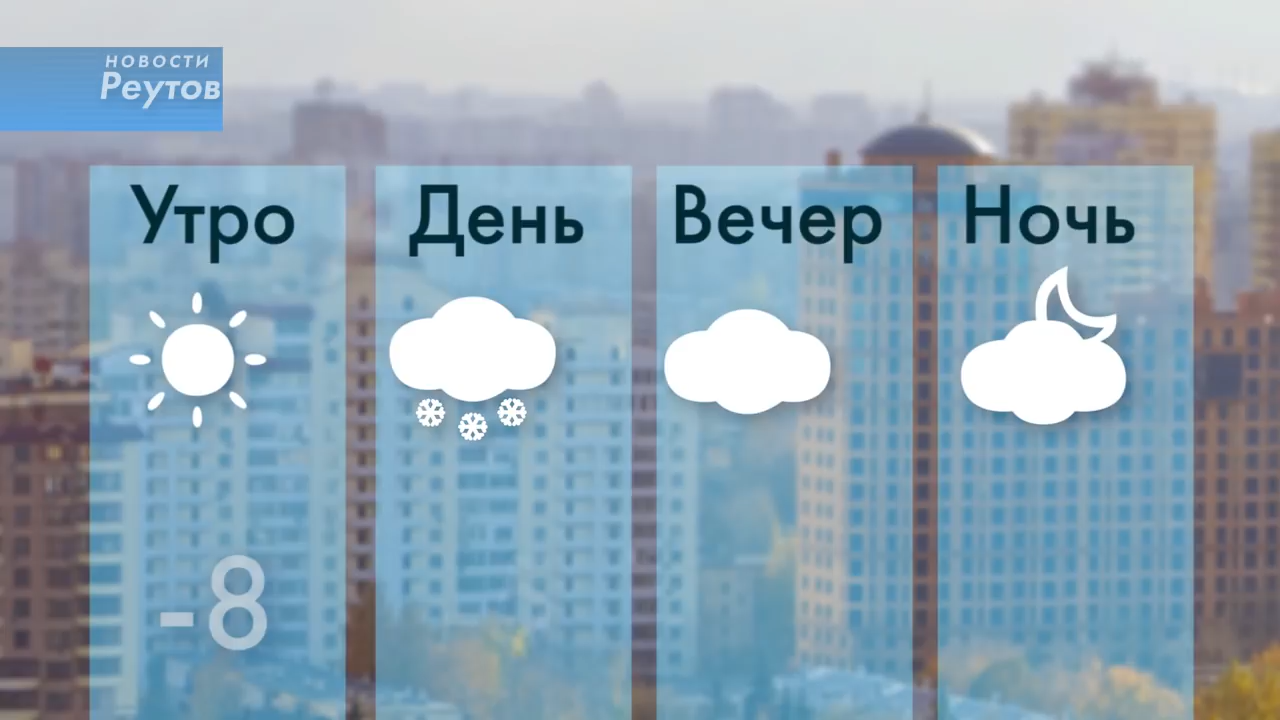 НОВОСТИ
Реутов
Утро
День
Вечер
Ночь
-8